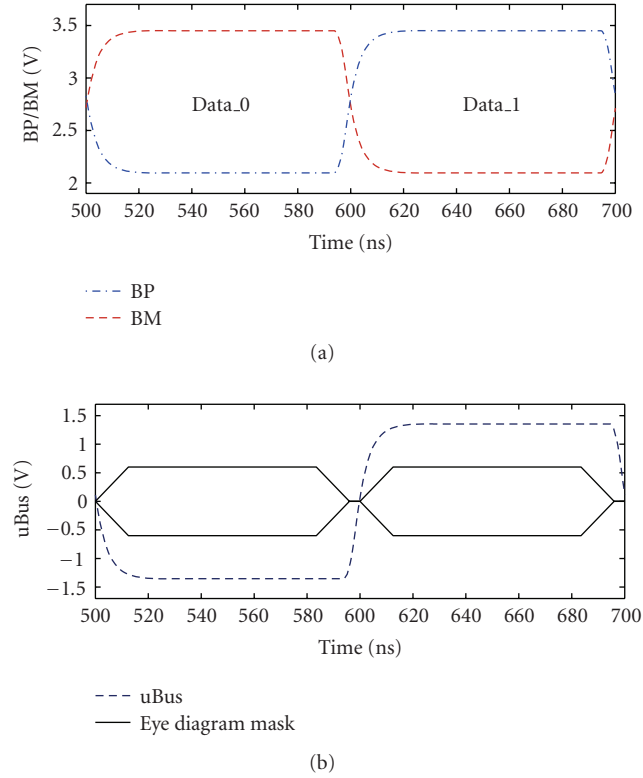 3.5
3
2.5
2
BP/BM (V)
Data_0
Data_1
500 520 540 560 580 600 620 640 660 680 700
Time (ns)
BP
BM
(a)
1.5
1
0.5
0
−0.5
−1
−1.5
uBus (V)
500 520 540 560 580 600 620 640 660 680 700
Time (ns)
uBus
Eye diagram mask
(b)